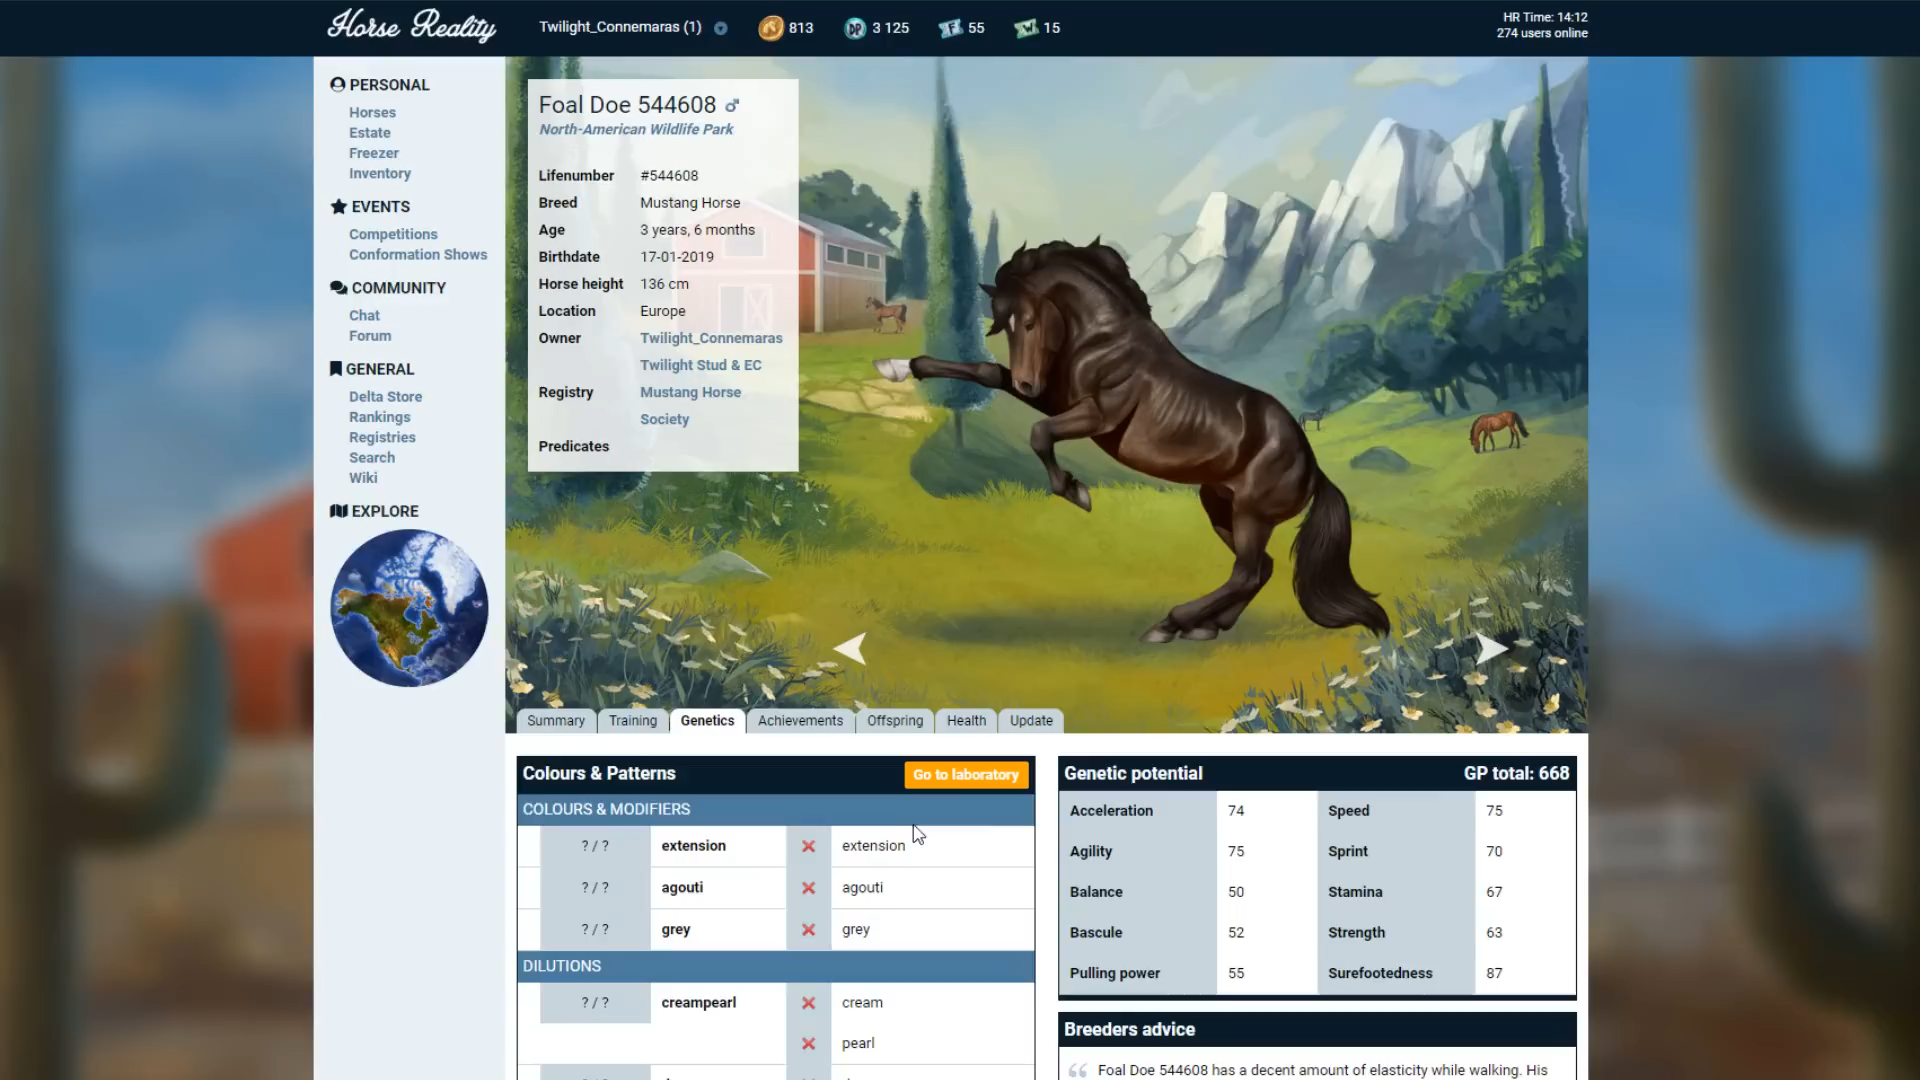 Horse Reality
Twilight_Connemaras (1)
813
DP
3 125
55
15
HR Time: 14:12
274 users online
PERSONAL
Horses
Estate
Freezer
Inventory
EVENTS
Competitions
Conformation Shows
COMMUNITY
Chat
Forum
GENERAL
Delta Store
Rankings
Registries
Search
Wiki
EXPLORE
Foal Doe 544608 ♂
North-American Wildlife Park
Lifenumber #544608
Breed Mustang Horse
Age 3 years, 6 months
Birthdate 17-01-2019
Horse height 136 cm
Location Europe
Owner Twilight_Connemaras
Twilight Stud & EC
Registry Mustang Horse
Society
Predicates
Summary Training Genetics Achievements Offspring Health Update
Colours & Patterns Go to laboratory
COLOURS & MODIFIERS
? / ? extension ❌ extension
? / ? agouti ❌ agouti
? / ? grey ❌ grey
DILUTIONS
? / ? creampearl ❌ cream
❌ pearl
Genetic potential GP total: 668
Acceleration 74 Speed 75
Agility 75 Sprint 70
Balance 50 Stamina 67
Bascule 52 Strength 63
Pulling power 55 Surefootedness 87
Breeders advice
Foal Doe 544608 has a decent amount of elasticity while walking. His